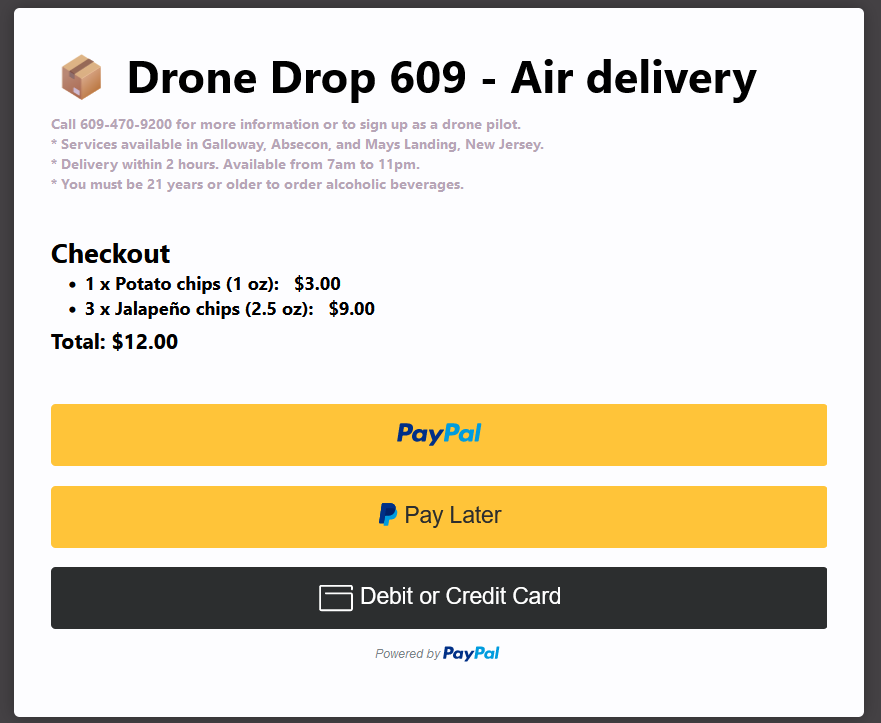 Drone Drop 609 - Air delivery
Call 609-470-9200 for more information or to sign up as a drone pilot.
* Services available in Galloway, Absecon, and Mays Landing, New Jersey.
* Delivery within 2 hours. Available from 7am to 11pm.
* You must be 21 years or older to order alcoholic beverages.
Checkout
• 1 x Potato chips (1 oz): $3.00
• 3 x Jalapeño chips (2.5 oz): $9.00
Total: $12.00
PayPal
Pay Later
Debit or Credit Card
Powered by PayPal